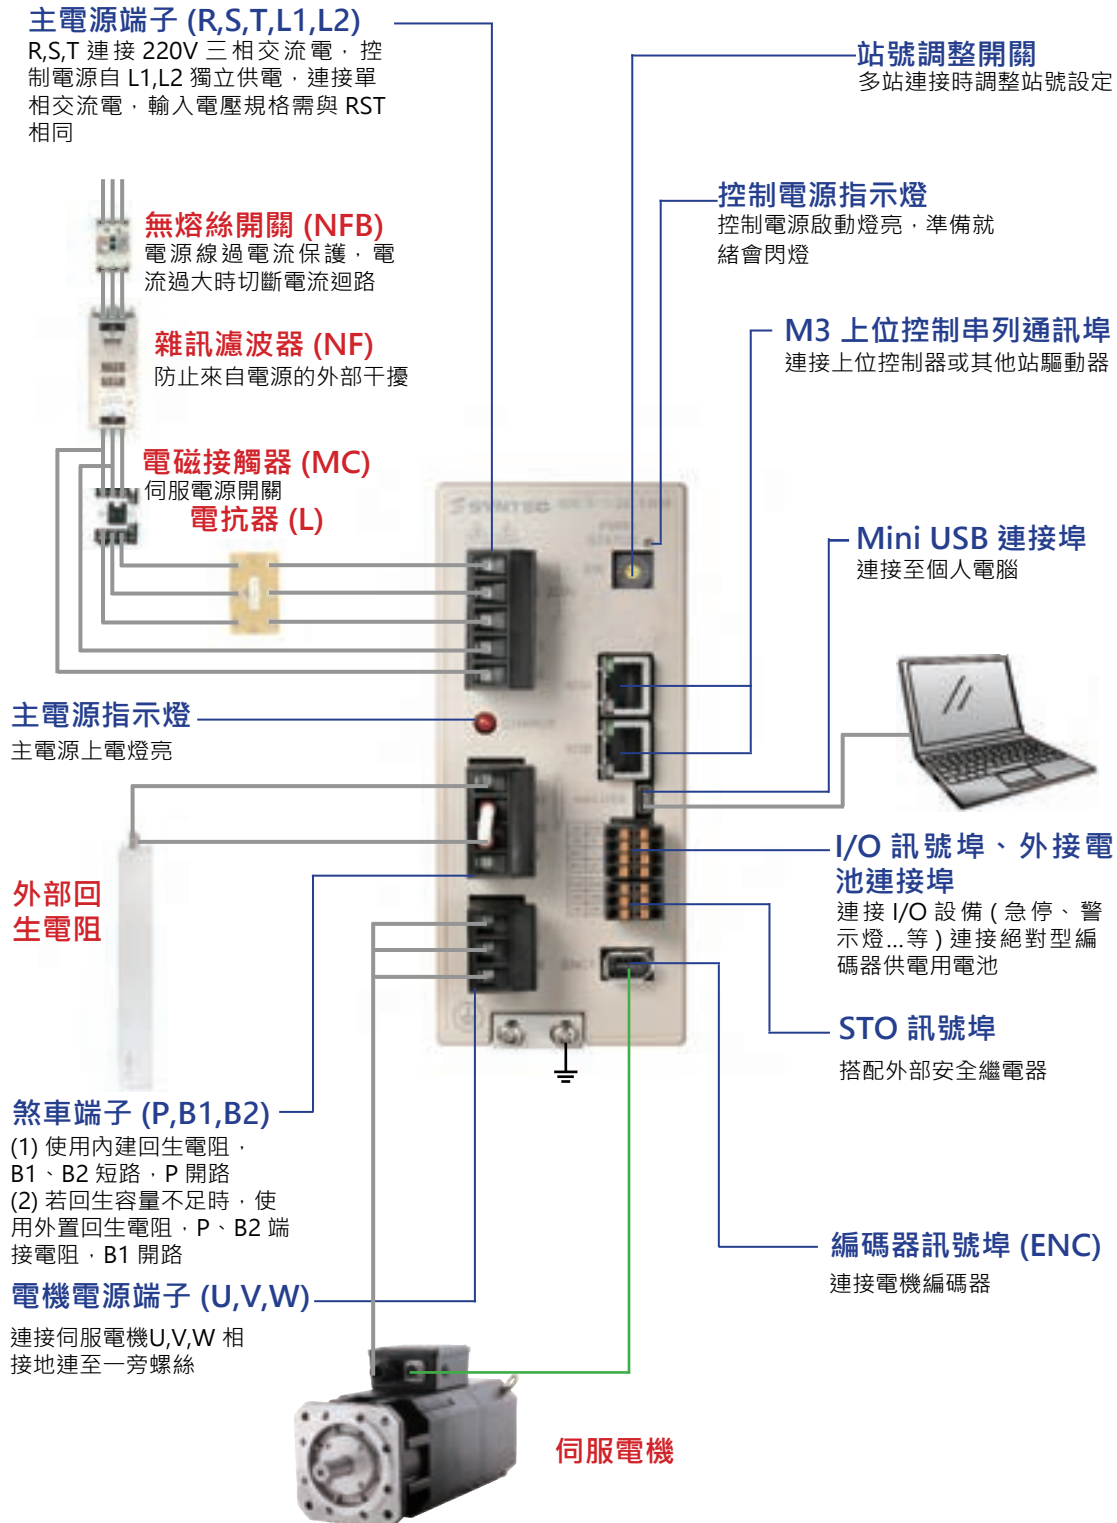 主電源端子 (R,S,T,L1,L2)
R,S,T 連接 220V 三相交流電，控
制電源自 L1,L2 獨立供電，連接單
相交流電，輸入電壓規格需與 RST
相同
站號調整開關
多站連接時調整站號設定
控制電源指示燈
控制電源啟動燈亮，準備就
緒會閃燈
無熔絲開關 (NFB)
電源線過電流保護，電
流過大時切斷電流迴路
雜訊濾波器 (NF)
防止來自電源的外部干擾
M3 上位控制串列通訊埠
連接上位控制器或其他站驅動器
電磁接觸器 (MC)
伺服電源開關
電抗器 (L)
SYNTEC
Mini USB 連接埠
連接至個人電腦
主電源指示燈
主電源上電燈亮
CHARGE
外部回
生電阻
I/O 訊號埠、外接電
池連接埠
連接 I/O 設備 ( 急停、警
示燈...等 ) 連接絕對型編
碼器供電用電池
ENC1
STO 訊號埠
搭配外部安全繼電器
煞車端子 (P,B1,B2)
(1) 使用內建回生電阻，
B1、B2 短路，P 開路
(2) 若回生容量不足時，使
用外置回生電阻，P、B2 端
接電阻，B1 開路
編碼器訊號埠 (ENC)
連接電機編碼器
電機電源端子 (U,V,W)
連接伺服電機U,V,W 相
接地連至一旁螺絲
伺服電機